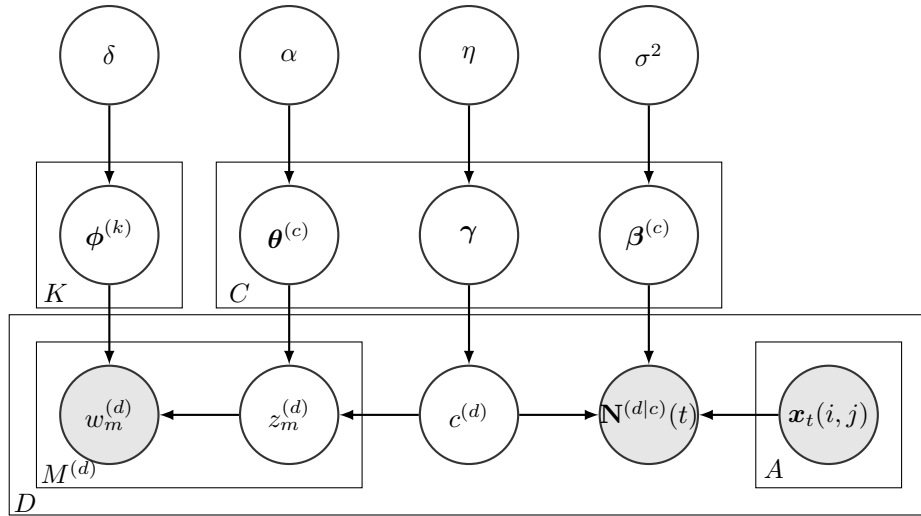 δ α η σ²
ϕ^(k) θ^(c) γ β^(c)
K C
w_m^(d) z_m^(d) c^(d) N^(d|c)(t) x_t(i, j)
M^(d) A
D